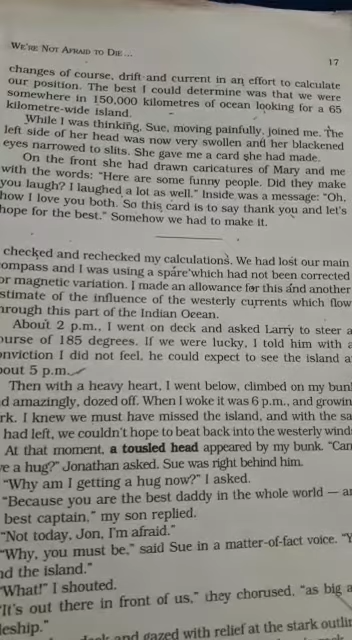 WE'RE NOT AFRAID TO DIE...
17
changes of course, drift and current in an effort to calculate
our position. The best I could determine was that we were
somewhere in 150,000 kilometres of ocean looking for a 65
kilometre-wide island.
While I was thinking, Sue, moving painfully, joined me. The
left side of her head was now very swollen and her blackened
eyes narrowed to slits. She gave me a card she had made.
On the front she had drawn caricatures of Mary and me
with the words: "Here are some funny people. Did they make
you laugh? I laughed a lot as well." Inside was a message: "Oh,
how I love you both. So this card is to say thank you and let's
hope for the best." Somehow we had to make it.
checked and rechecked my calculations. We had lost our main
ompass and I was using a spare which had not been corrected
or magnetic variation. I made an allowance for this and another
stimate of the influence of the westerly currents which flow
hrough this part of the Indian Ocean.
About 2 p.m., I went on deck and asked Larry to steer a
urse of 185 degrees. If we were lucky, I told him with a
nviction I did not feel, he could expect to see the island a
out 5 p.m.
Then with a heavy heart, I went below, climbed on my bunk
d amazingly, dozed off. When I woke it was 6 p.m., and growin
rk. I knew we must have missed the island, and with the sa
had left, we couldn't hope to beat back into the westerly winds
At that moment, a tousled head appeared by my bunk. "Can
ve a hug?" Jonathan asked. Sue was right behind him.
"Why am I getting a hug now?" I asked.
"Because you are the best daddy in the whole world — an
best captain," my son replied.
"Not today, Jon, I'm afraid."
"Why, you must be," said Sue in a matter-of-fact voice. "Y
nd the island."
"What!" I shouted.
"It's out there in front of us," they chorused, "as big a
leship."
deck and gazed with relief at the stark outlin